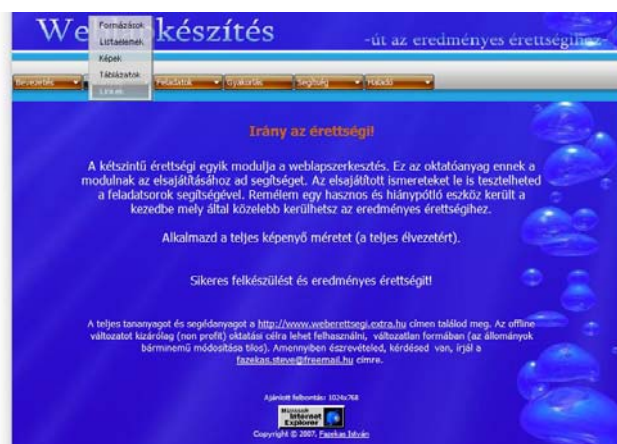 Weblapkészítés
-út az eredményes érettségihez-
Formázások
Listaelemek
Képek
Táblázatok
Linkek
Bevezetés
Feladatok
Gyakorlás
Segítség
Haladó
Irány az érettségi!
A kétszintű érettségi egyik modulja a weblapszerkesztés. Ez az oktatóanyag ennek a
modulnak az elsajátításához ad segítséget. Az elsajátított ismereteket le is tesztelheted
a feladatsorok segítségével. Remélem egy hasznos és hiánypótló eszköz került a
kezedbe mely által közelebb kerülhetsz az eredményes érettségihez.
Alkalmazd a teljes képenyő méretet (a teljes élvezetért).
Sikeres felkészülést és eredményes érettségit!
A teljes tananyagot és segédanyagot a http://www.weberettsegi.extra.hu címen találod meg. Az offline
változatot kizárólag (non profit) oktatási célra lehet felhasználni, változatlan formában (az állományok
bárminemű módosítása tilos). Amennyiben észrevételed, kérdésed van, írjál a
fazekas.steve@freemail.hu címre.
Ajánlott felbontás: 1024x768
Microsoft
Internet
Explorer
Copyright © 2007. Fazekas István